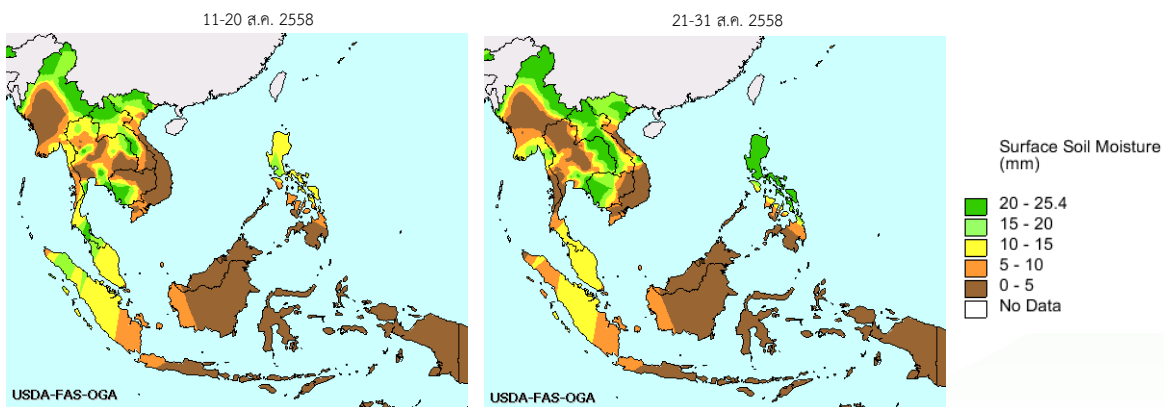 11-20 ส.ค. 2558
21-31 ส.ค. 2558
USDA-FAS-OGA
USDA-FAS-OGA
Surface Soil Moisture
(mm)
20 - 25.4
15 - 20
10 - 15
5 - 10
0 - 5
No Data